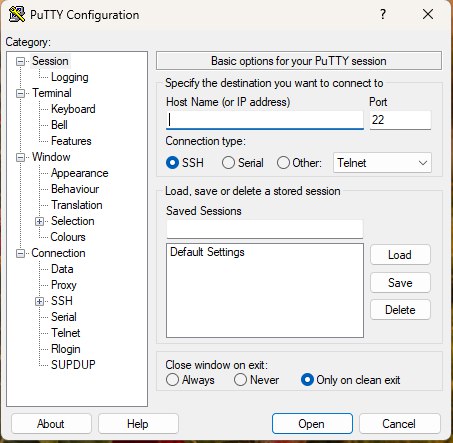 PuTTY Configuration
Category:
Session
Logging
Terminal
Keyboard
Bell
Features
Window
Appearance
Behaviour
Translation
Selection
Colours
Connection
Data
Proxy
SSH
Serial
Telnet
Rlogin
SUPDUP
Basic options for your PuTTY session
Specify the destination you want to connect to
Host Name (or IP address) Port
22
Connection type:
SSH Serial Other: Telnet
Load, save or delete a stored session
Saved Sessions
Default Settings
Load
Save
Delete
Close window on exit:
Always Never Only on clean exit
About Help Open Cancel